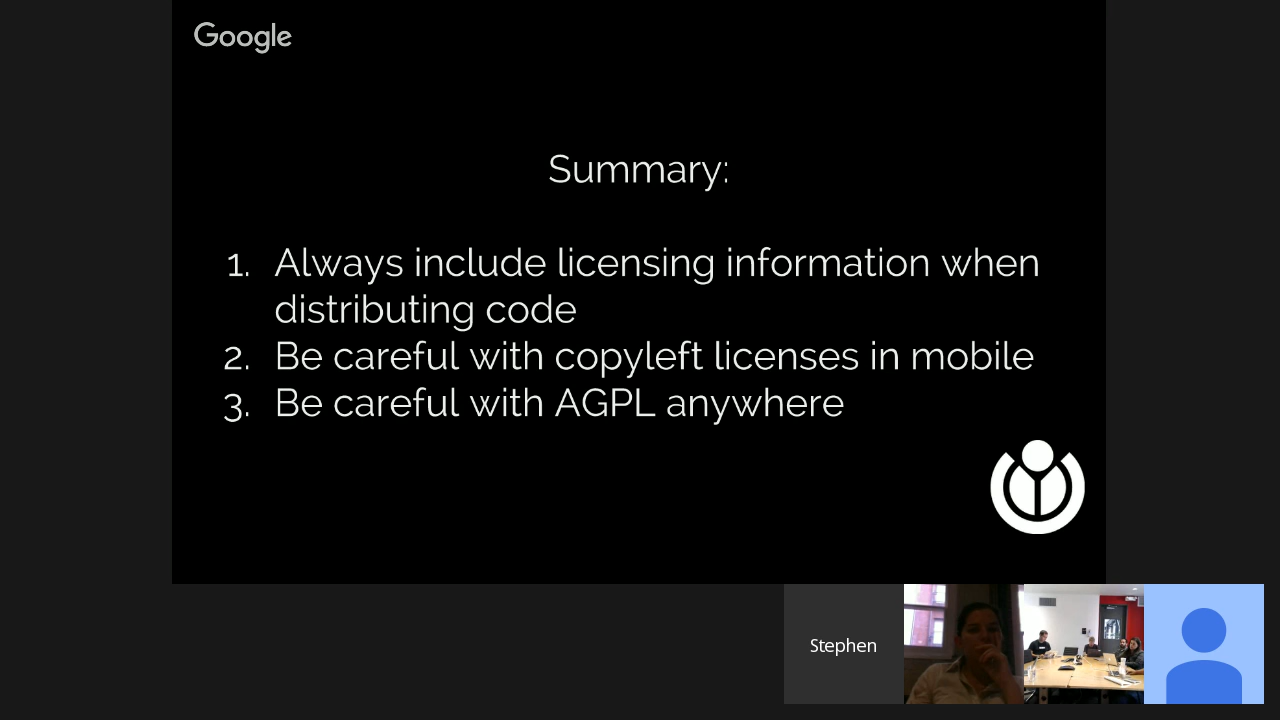 Google
Summary:
1. Always include licensing information when
distributing code
2. Be careful with copyleft licenses in mobile
3. Be careful with AGPL anywhere
Stephen